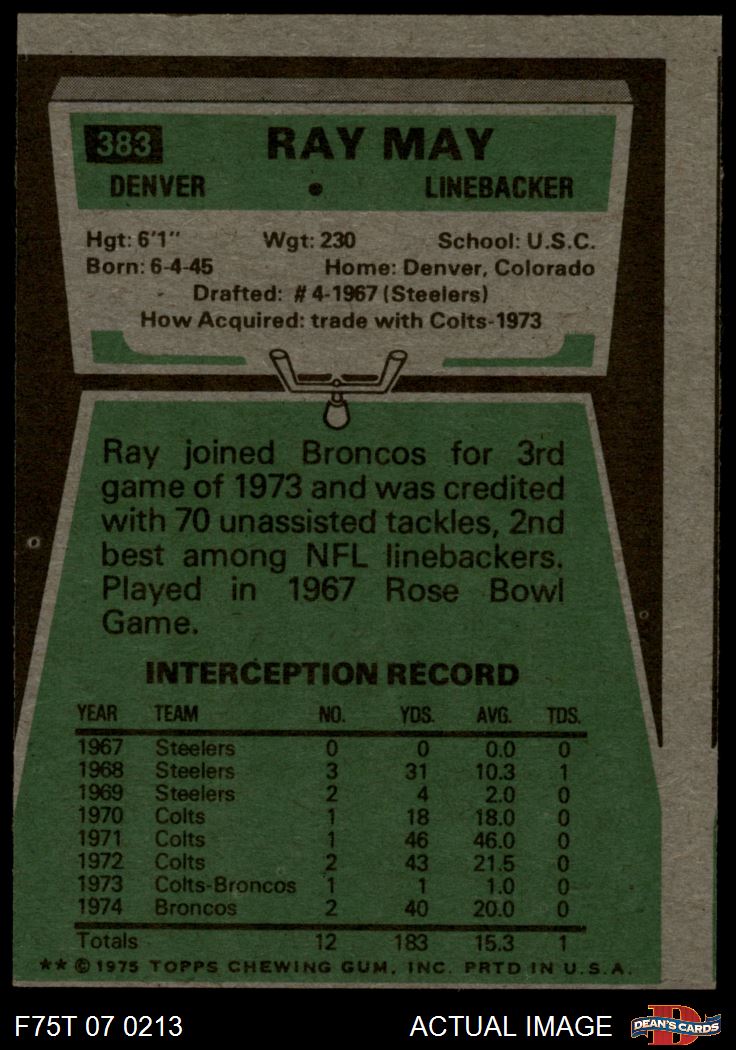 383 RAY MAY
DENVER • LINEBACKER
Hgt: 6'1" Wgt: 230 School: U.S.C.
Born: 6-4-45 Home: Denver, Colorado
Drafted: #4-1967 (Steelers)
How Acquired: trade with Colts-1973
Ray joined Broncos for 3rd
game of 1973 and was credited
with 70 unassisted tackles, 2nd
best among NFL linebackers.
Played in 1967 Rose Bowl
Game.
INTERCEPTION RECORD
YEAR TEAM NO. YDS. AVG. TDS.
1967 Steelers 0 0 0.0 0
1968 Steelers 3 31 10.3 1
1969 Steelers 2 4 2.0 0
1970 Colts 1 18 18.0 0
1971 Colts 1 46 46.0 0
1972 Colts 2 43 21.5 0
1973 Colts-Broncos 1 1 1.0 0
1974 Broncos 2 40 20.0 0
Totals 12 183 15.3 1
** © 1975 TOPPS CHEWING GUM, INC. PRTD IN U.S.A.
F75T 07 0213 ACTUAL IMAGE D DEAN'S CARDS